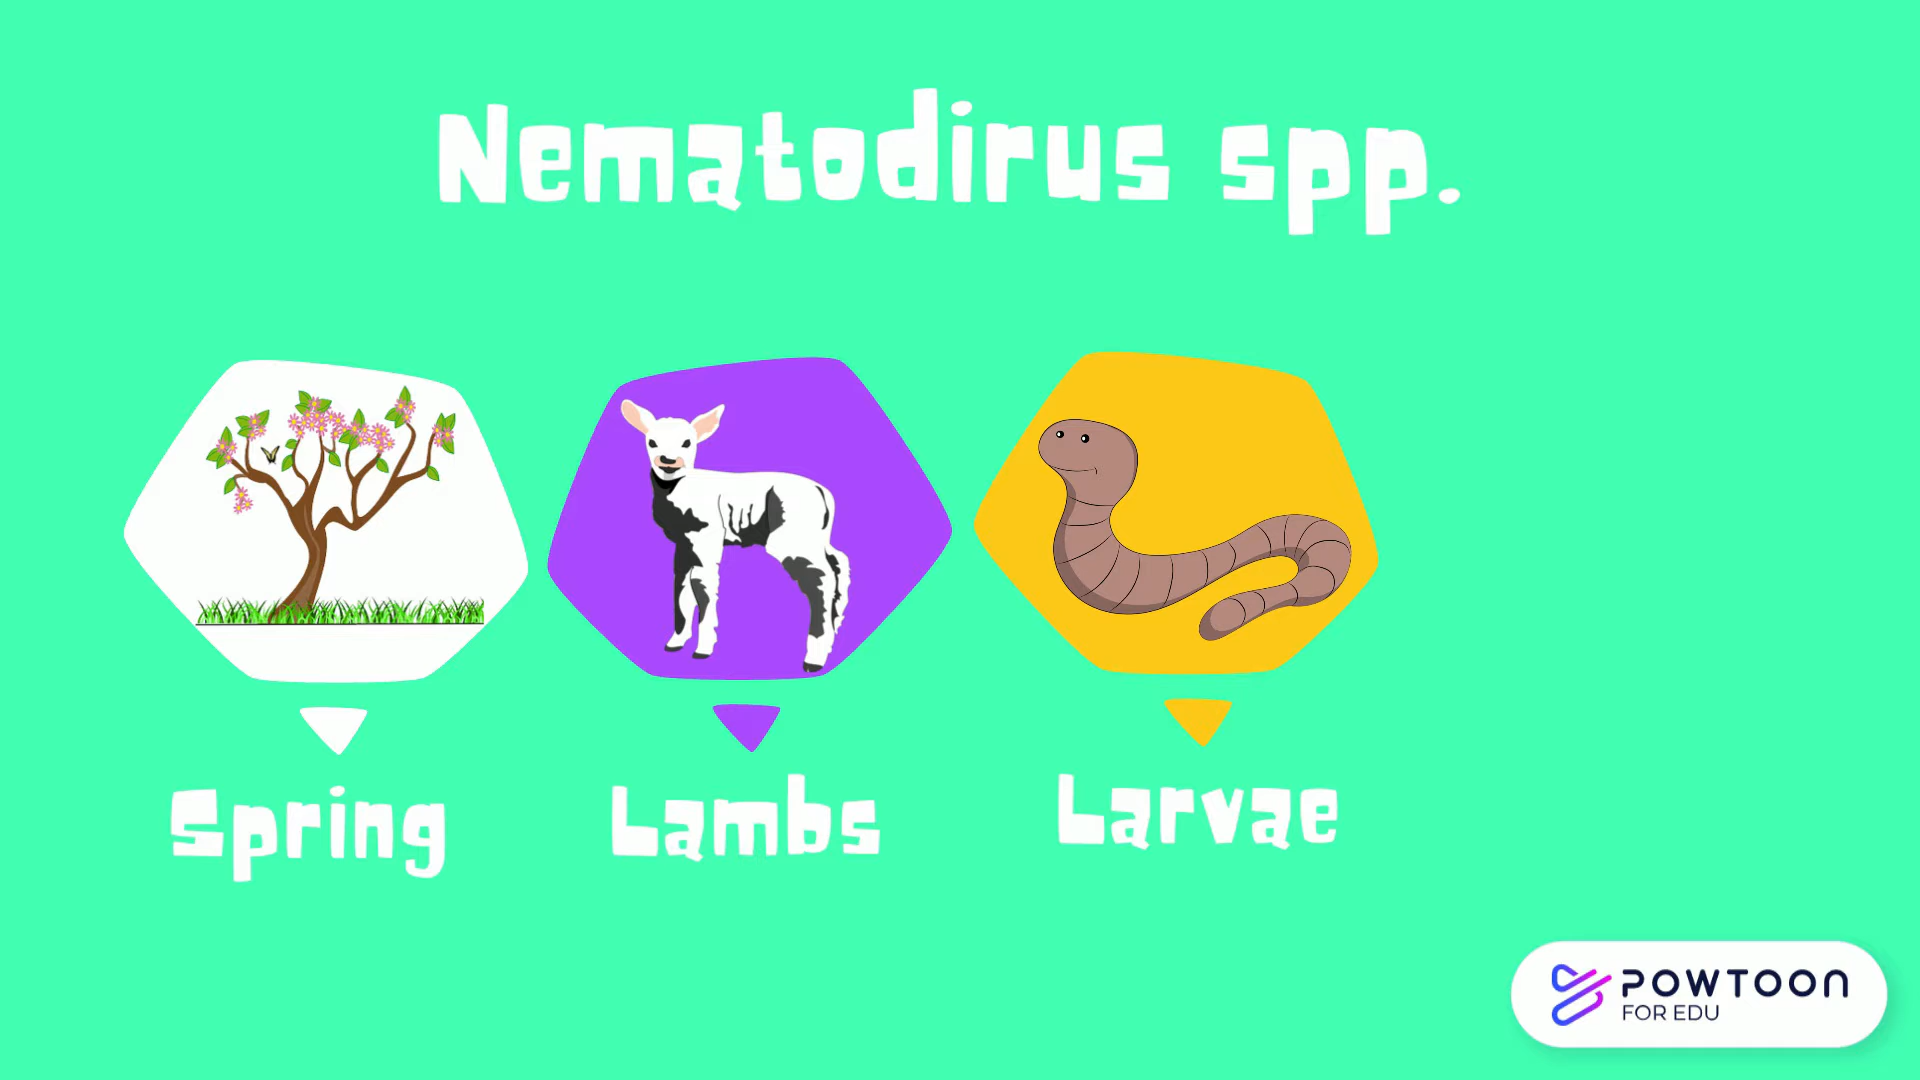 Nematodirus spp.
Spring
Lambs
Larvae
POWTOON
FOR EDU